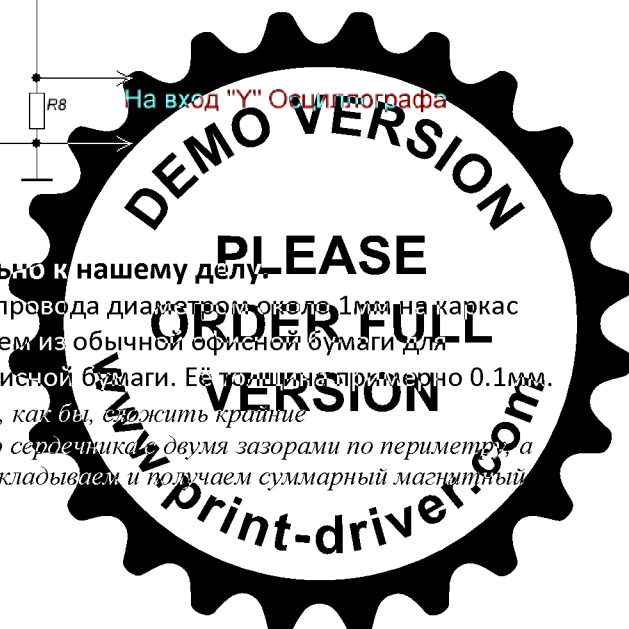 R8
На вход "Y" Осциллографа
DEMO VERSION
PLEASE
ORDER FULL
VERSION
www.print-driver.com
ьно к нашему делу.
провода диаметром около 1мм на каркас
ем из обычной офисной бумаги для
исной бумаги. Её толщина примерно 0.1мм.
, как бы, сложить крайние
о сердечника с двумя зазорами по периметру, а
кладываем и получаем суммарный магнитный